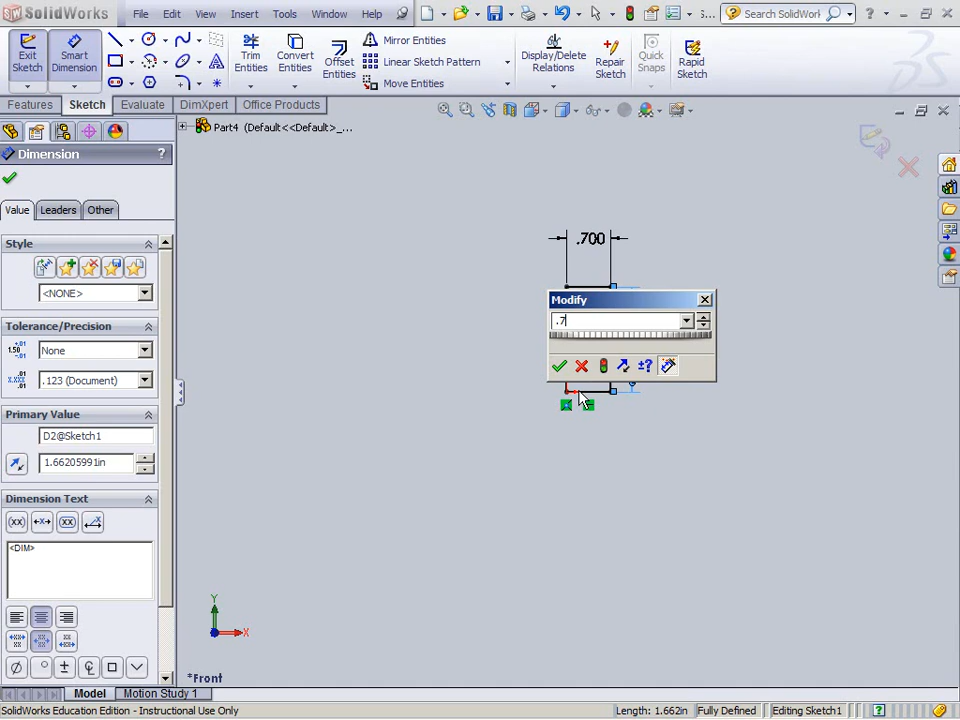 SolidWorks File Edit View Insert Tools Window Help S... Search SolidWork
Exit Sketch
Smart Dimension
Trim Entities
Convert Entities
Offset Entities
Mirror Entities
Linear Sketch Pattern
Move Entities
Display/Delete Relations
Repair Sketch
Quick Snaps
Rapid Sketch
Features Sketch Evaluate DimXpert Office Products
Part4 (Default<<Default>_...
Dimension ?
Value Leaders Other
Style
<NONE>
Tolerance/Precision
None
.123 (Document)
Primary Value
D2@Sketch1
1.66205991in
Dimension Text
<DIM>
.700
Modify
.7
Y
X
*Front
Model Motion Study 1
SolidWorks Education Edition - Instructional Use Only Length: 1.662in Fully Defined Editing Sketch1